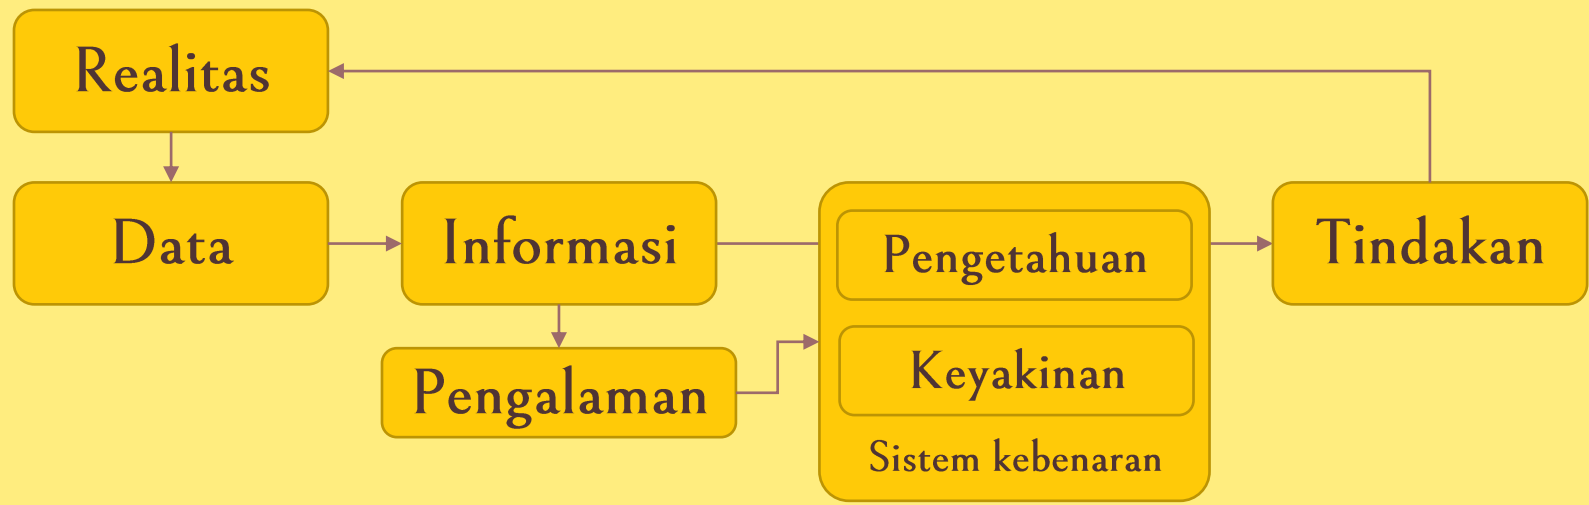 Realitas
Data
Informasi
Pengalaman
Pengetahuan
Keyakinan
Sistem kebenaran
Tindakan